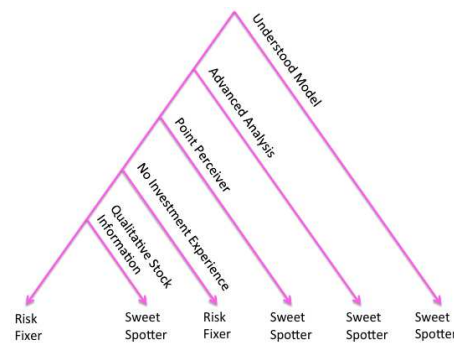 Understood Model
Advanced Analysis
Point Perceiver
No Investment Experience
Qualitative Stock
Information
Risk
Fixer
Sweet
Spotter
Risk
Fixer
Sweet
Spotter
Sweet
Spotter
Sweet
Spotter